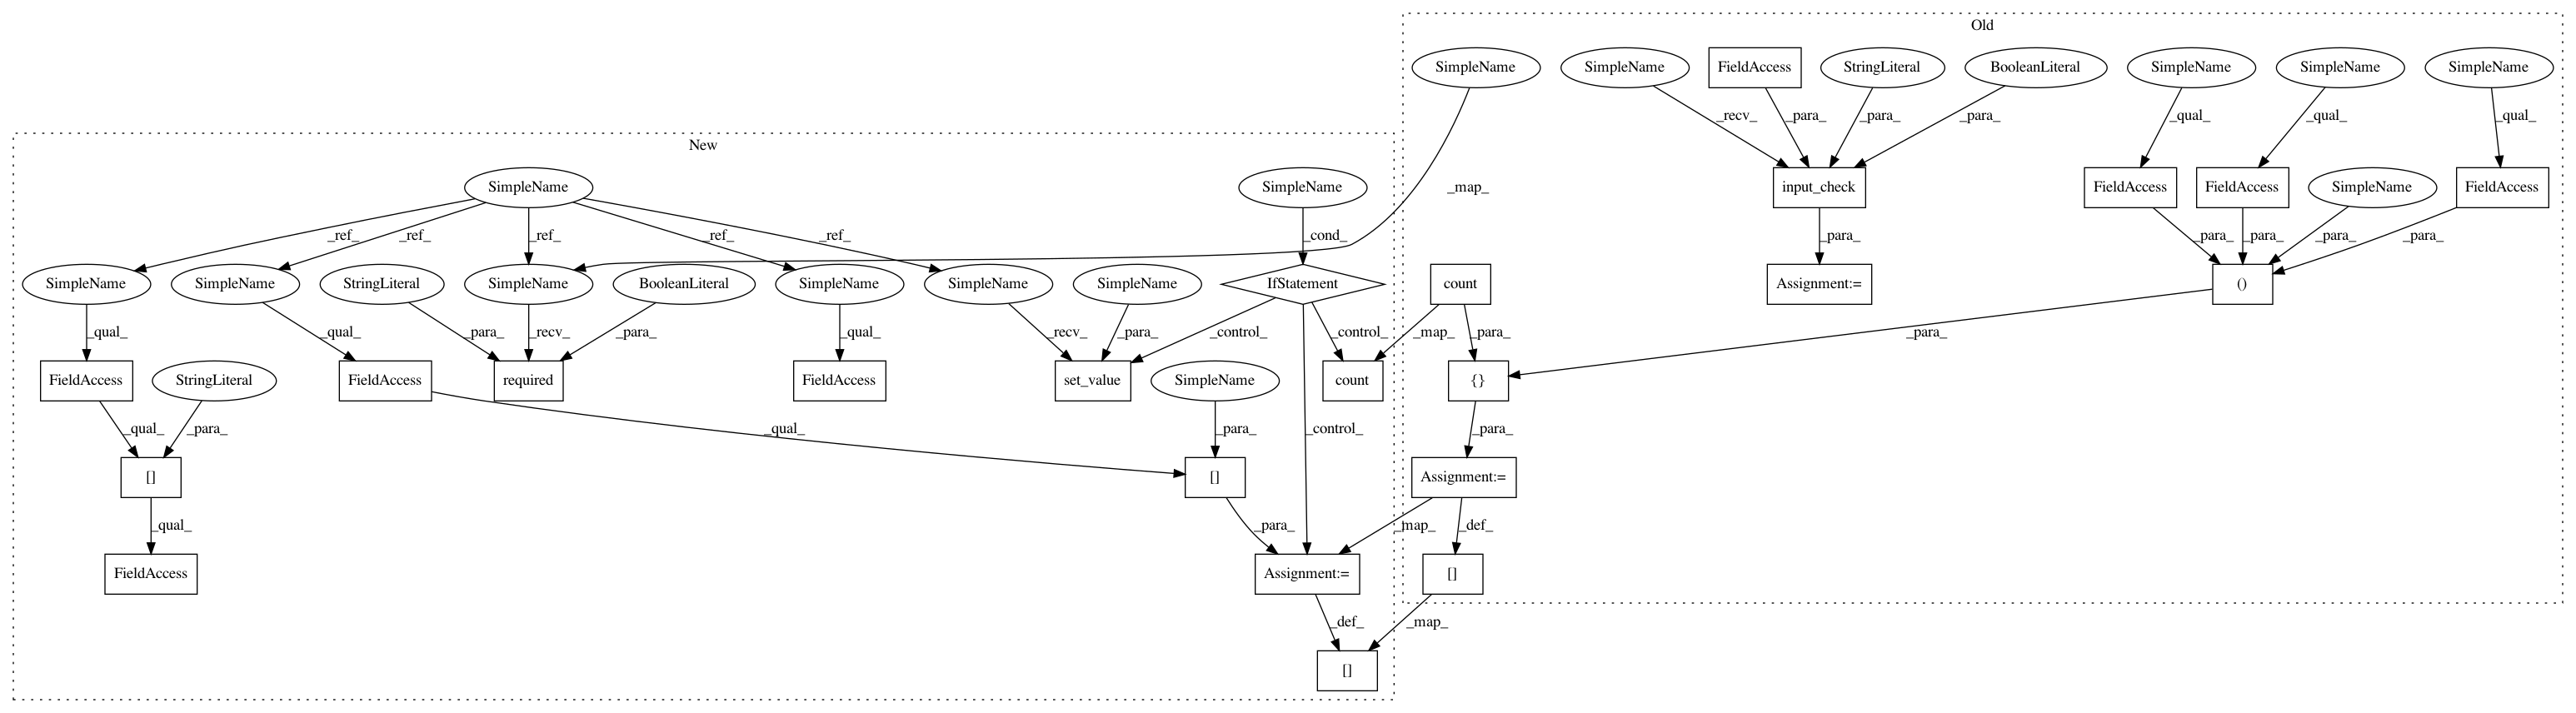 Old
SimpleName SimpleName FieldAccess StringLiteral BooleanLiteral SimpleName SimpleName SimpleName
_recv_ _para_ _para_ _para_ _qual_ _qual_ _qual_
New
SimpleName SimpleName _map_ input_check FieldAccess FieldAccess SimpleName FieldAccess
_ref_ _ref_ _ref_ _ref_ _ref_ _cond_ _para_ _para_ _para_ _para_ _para_
SimpleName SimpleName StringLiteral SimpleName BooleanLiteral SimpleName SimpleName SimpleName IfStatement count Assignment:= ()
_qual_ _qual_ _para_ _recv_ _para_ _qual_ _recv_ _para_ _control_ _control_ _map_ _para_ _para_
FieldAccess StringLiteral FieldAccess required FieldAccess set_value SimpleName count {}
_qual_ _para_ _qual_ _para_ _control_ _para_
[] [] Assignment:=
_qual_ _para_ _map_ _def_
FieldAccess Assignment:= []
_def_ _map_
[]